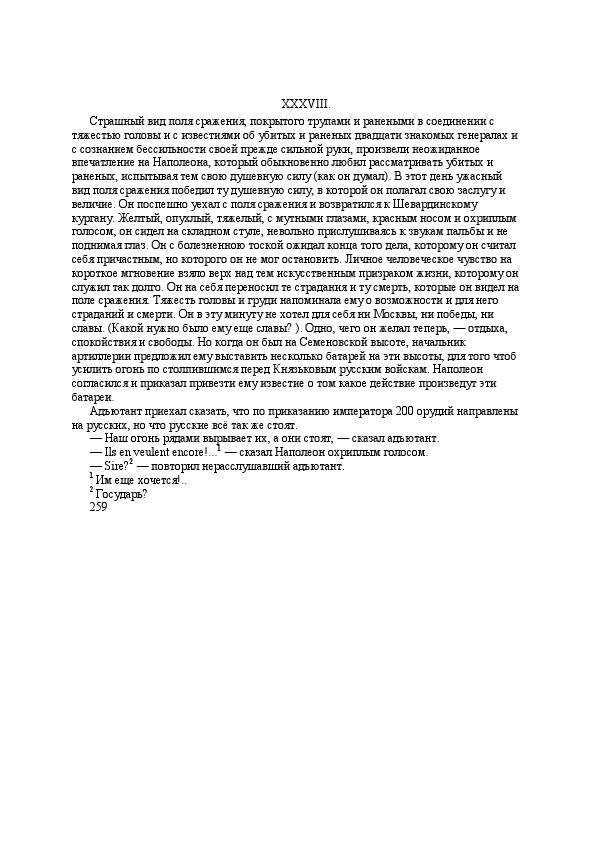 XXXVIII.
Страшный вид поля сражения, покрытого трупами и ранеными в соединении с
тяжестью головы и с известиями об убитых и раненых двадцати знакомых генералах и
с сознанием бессильности своей прежде сильной руки, произвели неожиданное
впечатление на Наполеона, который обыкновенно любил рассматривать убитых и
раненых, испытывая тем свою душевную силу (как он думал). В этот день ужасный
вид поля сражения победил ту душевную силу, в которой он полагал свою заслугу и
величие. Он поспешно уехал с поля сражения и возвратился к Шевардинскому
кургану. Желтый, опухлый, тяжелый, с мутными глазами, красным носом и охриплым
голосом, он сидел на складном стуле, невольно прислушиваясь к звукам пальбы и не
поднимая глаз. Он с болезненною тоской ожидал конца того дела, которому он считал
себя причастным, но которого он не мог остановить. Личное человеческое чувство на
короткое мгновение взяло верх над тем искусственным призраком жизни, которому он
служил так долго. Он на себя переносил те страдания и ту смерть, которые он видел на
поле сражения. Тяжесть головы и груди напоминала ему о возможности и для него
страданий и смерти. Он в эту минуту не хотел для себя ни Москвы, ни победы, ни
славы. (Какой нужно было ему еще славы? ). Одно, чего он желал теперь, — отдыха,
спокойствия и свободы. Но когда он был на Семеновской высоте, начальник
артиллерии предложил ему выставить несколько батарей на эти высоты, для того чтоб
усилить огонь по столпившимся перед Князьковым русским войскам. Наполеон
согласился и приказал привезти ему известие о том какое действие произведут эти
батареи.
Адъютант приехал сказать, что по приказанию императора 200 орудий направлены
на русских, но что русские всё так же стоят.
— Наш огонь рядами вырывает их, а они стоят, — сказал адъютант.
— Ils en veulent encore!...1 — сказал Наполеон охриплым голосом.
— Sire?2 — повторил нерасслушавший адъютант.
1 Им еще хочется!..
2 Государь?
259